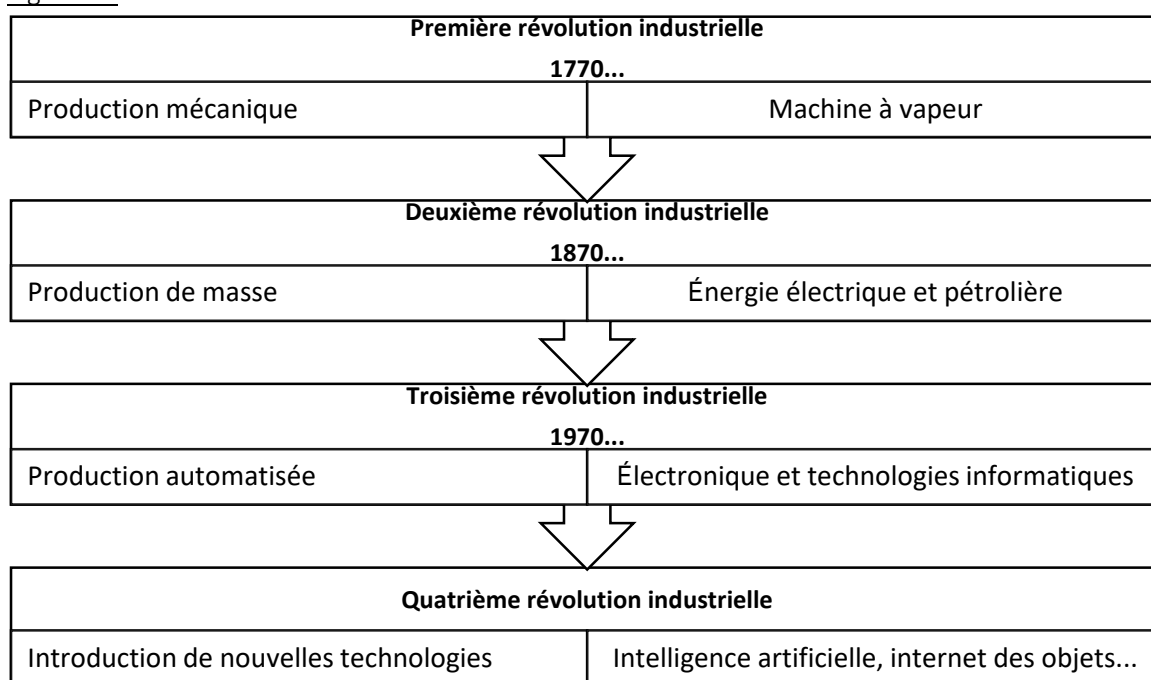 Première révolution industrielle
1770...
Production mécanique
Machine à vapeur
Deuxième révolution industrielle
1870...
Production de masse
Énergie électrique et pétrolière
Troisième révolution industrielle
1970...
Production automatisée
Électronique et technologies informatiques
Quatrième révolution industrielle
Introduction de nouvelles technologies
Intelligence artificielle, internet des objets...